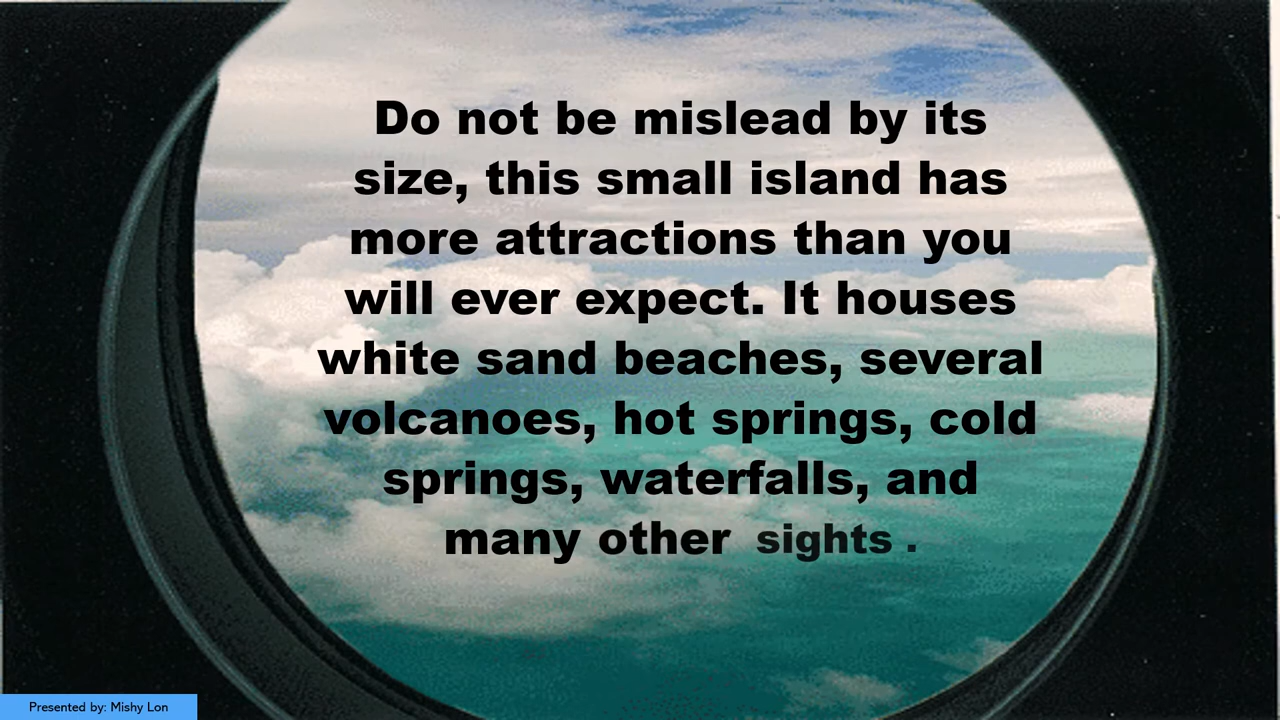 Do not be mislead by its
size, this small island has
more attractions than you
will ever expect. It houses
white sand beaches, several
volcanoes, hot springs, cold
springs, waterfalls, and
many other sights .
Presented by: Mishy Lon